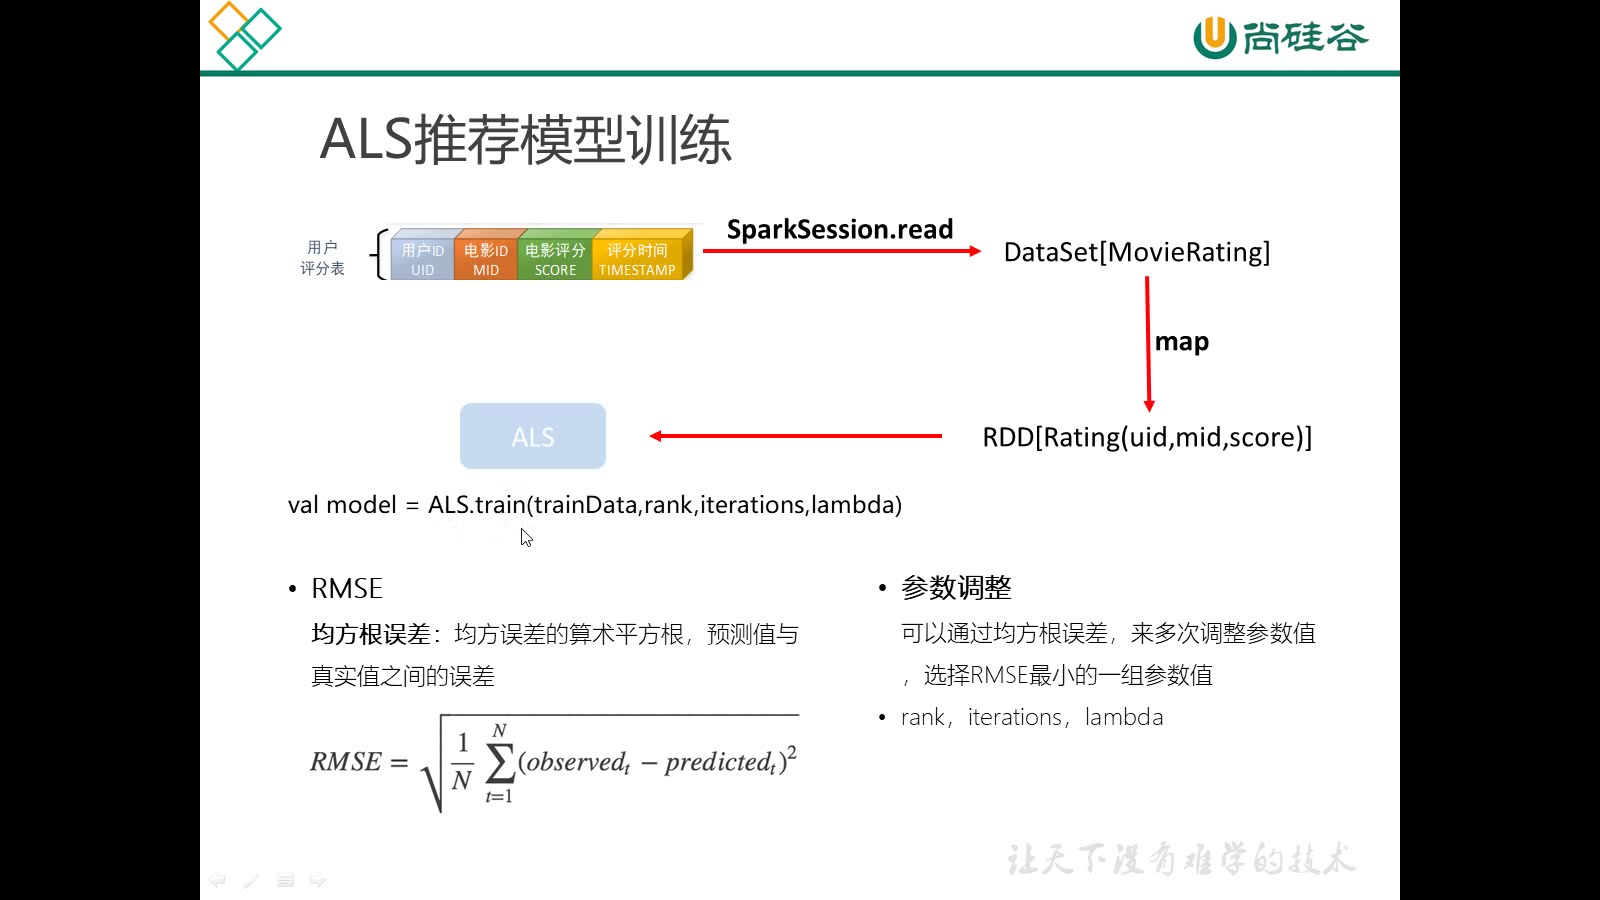 尚硅谷
ALS推荐模型训练
用户
评分表
用户ID
UID
电影ID
MID
电影评分
SCORE
评分时间
TIMESTAMP
SparkSession.read
DataSet[MovieRating]
map
ALS
RDD[Rating(uid,mid,score)]
val model = ALS.train(trainData,rank,iterations,lambda)
• RMSE
均方根误差：均方误差的算术平方根，预测值与
真实值之间的误差
RMSE = √(1/N ∑_{t=1}^{N} (observed_t − predicted_t)²)
• 参数调整
可以通过均方根误差，来多次调整参数值
，选择RMSE最小的一组参数值
• rank，iterations，lambda
让天下没有难学的技术